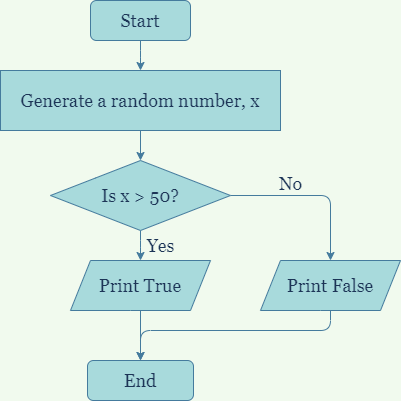 Start
Generate a random number, x
Is x > 50?
No
Yes
Print True
Print False
End